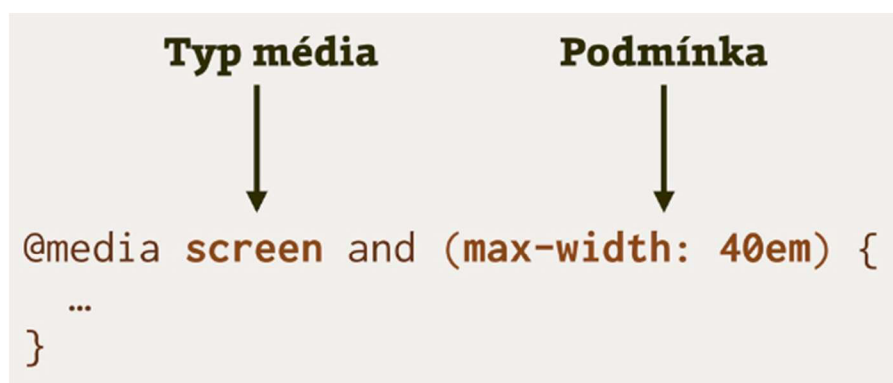 Typ média Podmínka
@media screen and (max-width: 40em) {
…
}